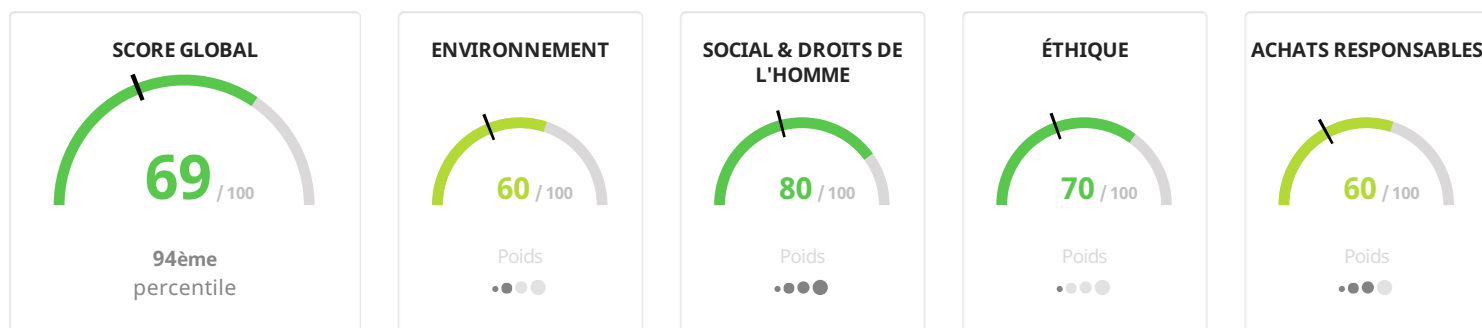 SCORE GLOBAL
69 / 100
94ème
percentile
ENVIRONNEMENT
60 / 100
Poids
SOCIAL & DROITS DE
L'HOMME
80 / 100
Poids
ÉTHIQUE
70 / 100
Poids
ACHATS RESPONSABLES
60 / 100
Poids